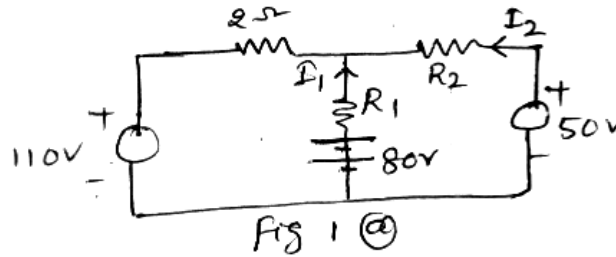 2Ω
I₂
I₁
R₂
R₁
+
+
110V
50V
-
80V
-
Fig 1 ⓐ